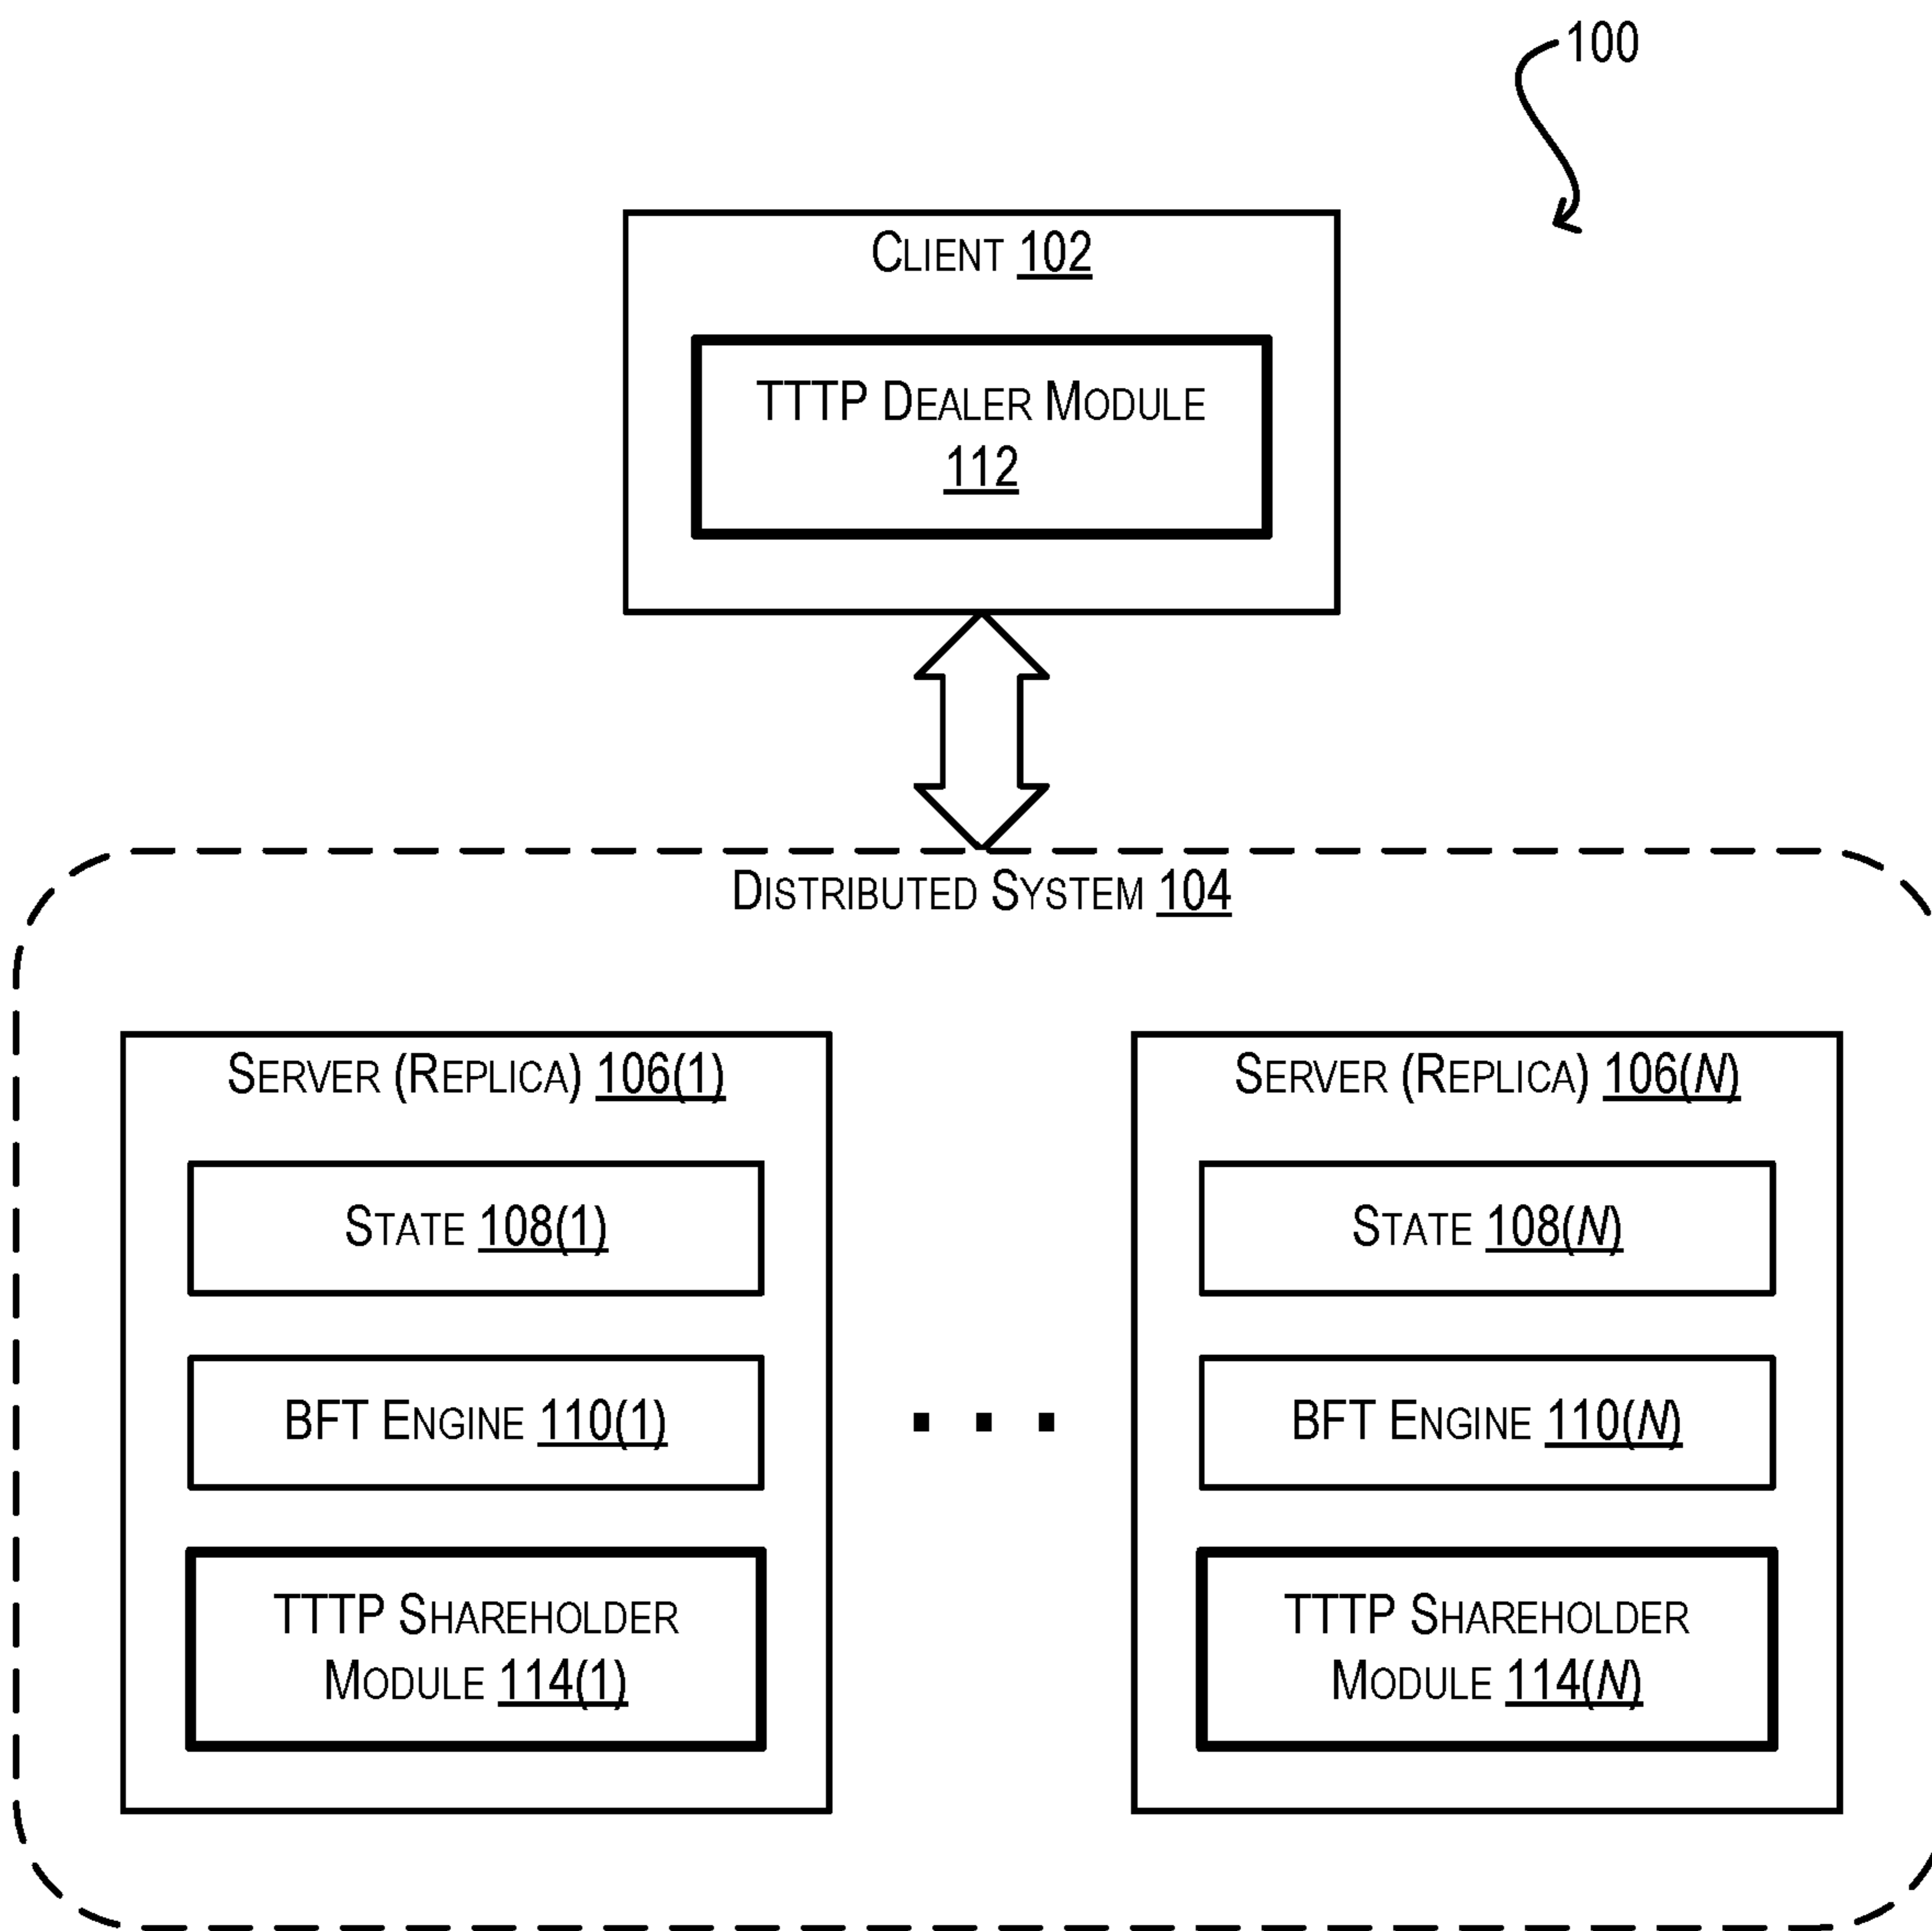 100
CLIENT 102
TTTP DEALER MODULE
112
DISTRIBUTED SYSTEM 104
SERVER (REPLICA) 106(1)
STATE 108(1)
BFT ENGINE 110(1)
TTTP SHAREHOLDER
MODULE 114(1)
. . .
SERVER (REPLICA) 106(N)
STATE 108(N)
BFT ENGINE 110(N)
TTTP SHAREHOLDER
MODULE 114(N)